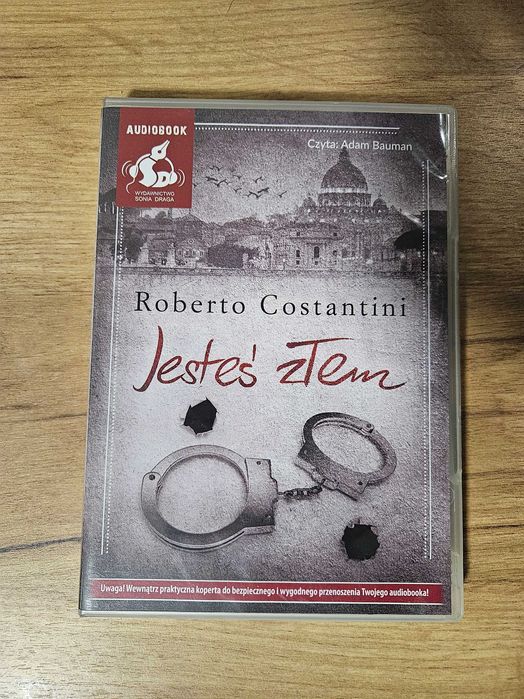 AUDIOBOOK
SD
WYDAWNICTWO
SONIA DRAGA
Czyta: Adam Bauman
Roberto Costantini
Jesteś złem
Uwaga! Wewnątrz praktyczna koperta do bezpiecznego i wygodnego przenoszenia Twojego audiobooka!